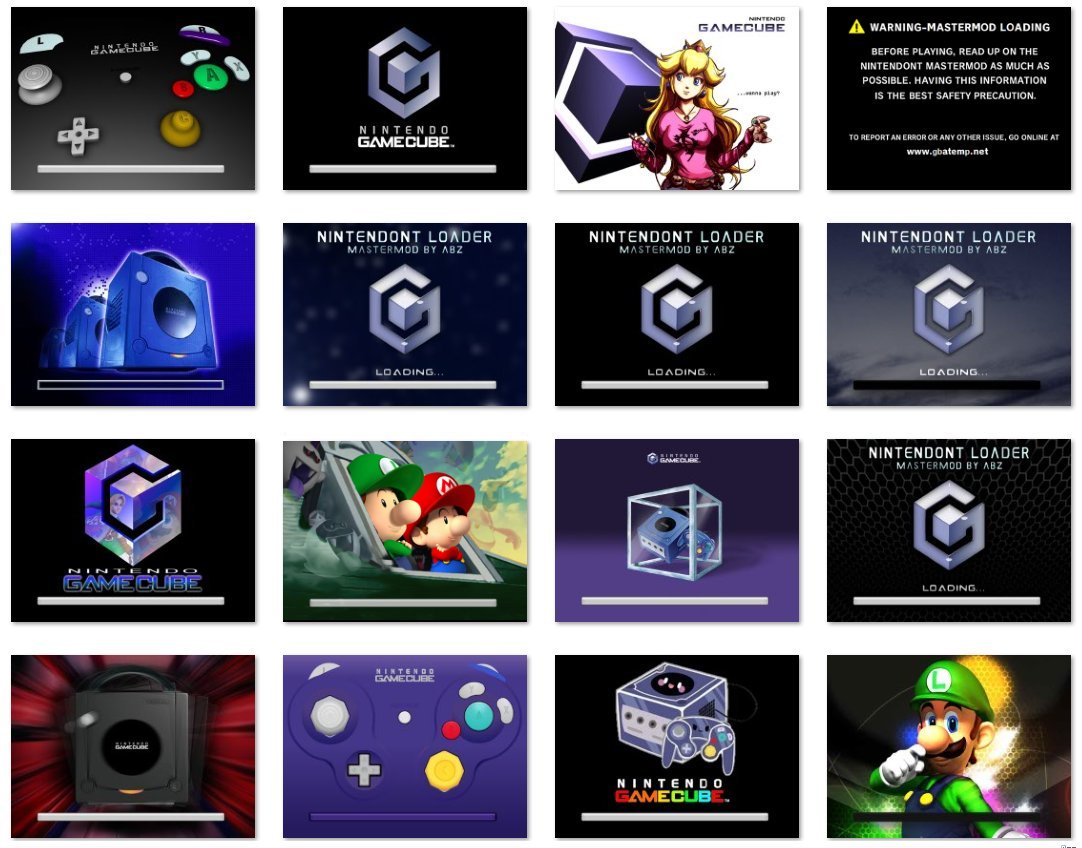 L
R
NINTENDO
GAMECUBE
Y
X
A
B
C
NINTENDO
GAMECUBE™
NINTENDO
GAMECUBE
...wanna play?
WARNING-MASTERMOD LOADING
BEFORE PLAYING, READ UP ON THE
NINTENDONT MASTERMOD AS MUCH AS
POSSIBLE. HAVING THIS INFORMATION
IS THE BEST SAFETY PRECAUTION.
TO REPORT AN ERROR OR ANY OTHER ISSUE, GO ONLINE AT
www.gbatemp.net
NINTENDONT LOADER
MASTERMOD BY ABZ
LOADING...
NINTENDONT LOADER
MASTERMOD BY ABZ
LOADING...
NINTENDONT LOADER
MASTERMOD BY ABZ
LOADING...
NINTENDO
GAMECUBE
M
NINTENDO
GAMECUBE
NINTENDONT LOADER
MASTERMOD BY ABZ
LOADING...
NINTENDO
GAMECUBE
NINTENDO
GAMECUBE
Y
X
A
NINTENDO
GAMECUBE™
L